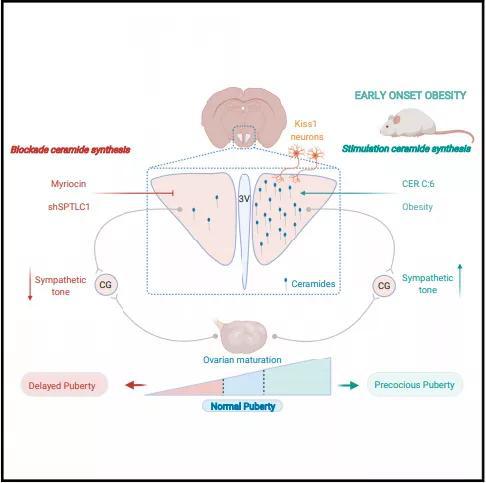 EARLY ONSET OBESITY
Kiss1
neurons
Blockade ceramide synthesis
Stimulation ceramide synthesis
Myriocin
shSPTLC1
3V
CER C:6
Obesity
Sympathetic
tone
CG
Ceramides
CG
Sympathetic
tone
Ovarian maturation
Delayed Puberty
Normal Puberty
Precocious Puberty